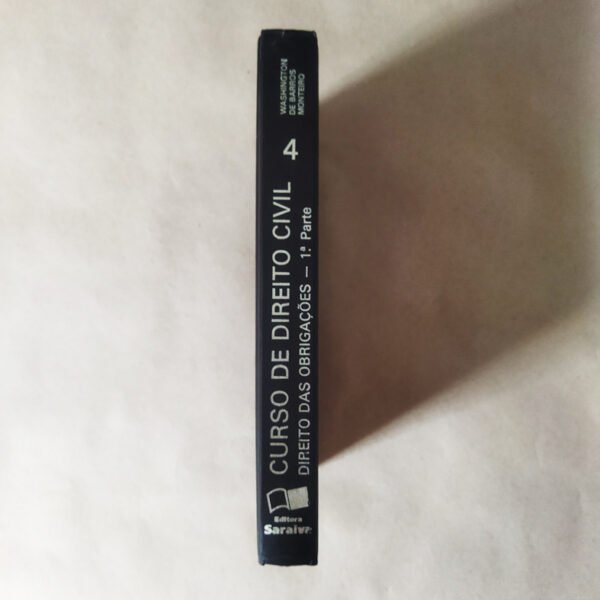 WASHINGTON
DE BARROS
MONTEIRO
4
CURSO DE DIREITO CIVIL
DIREITO DAS OBRIGAÇÕES – 1ª Parte
Editora
Saraiva